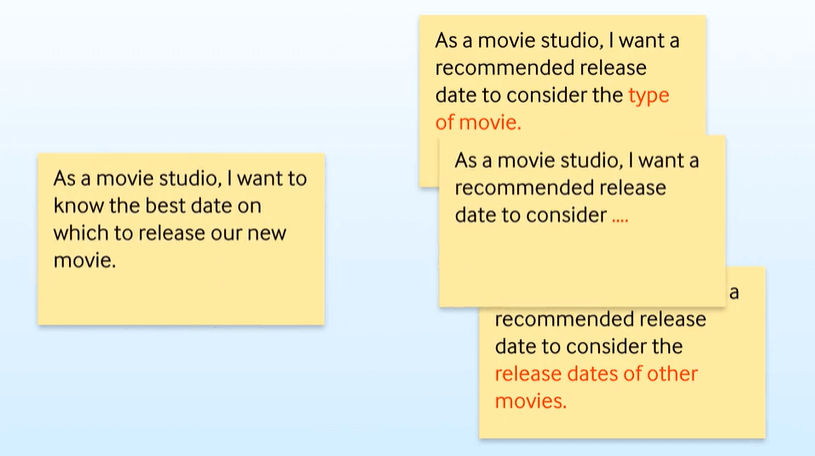 As a movie studio, I want to
know the best date on
which to release our new
movie.
As a movie studio, I want a
recommended release
date to consider the type
of movie.
As a movie studio, I want a
recommended release
date to consider ....
a
recommended release
date to consider the
release dates of other
movies.